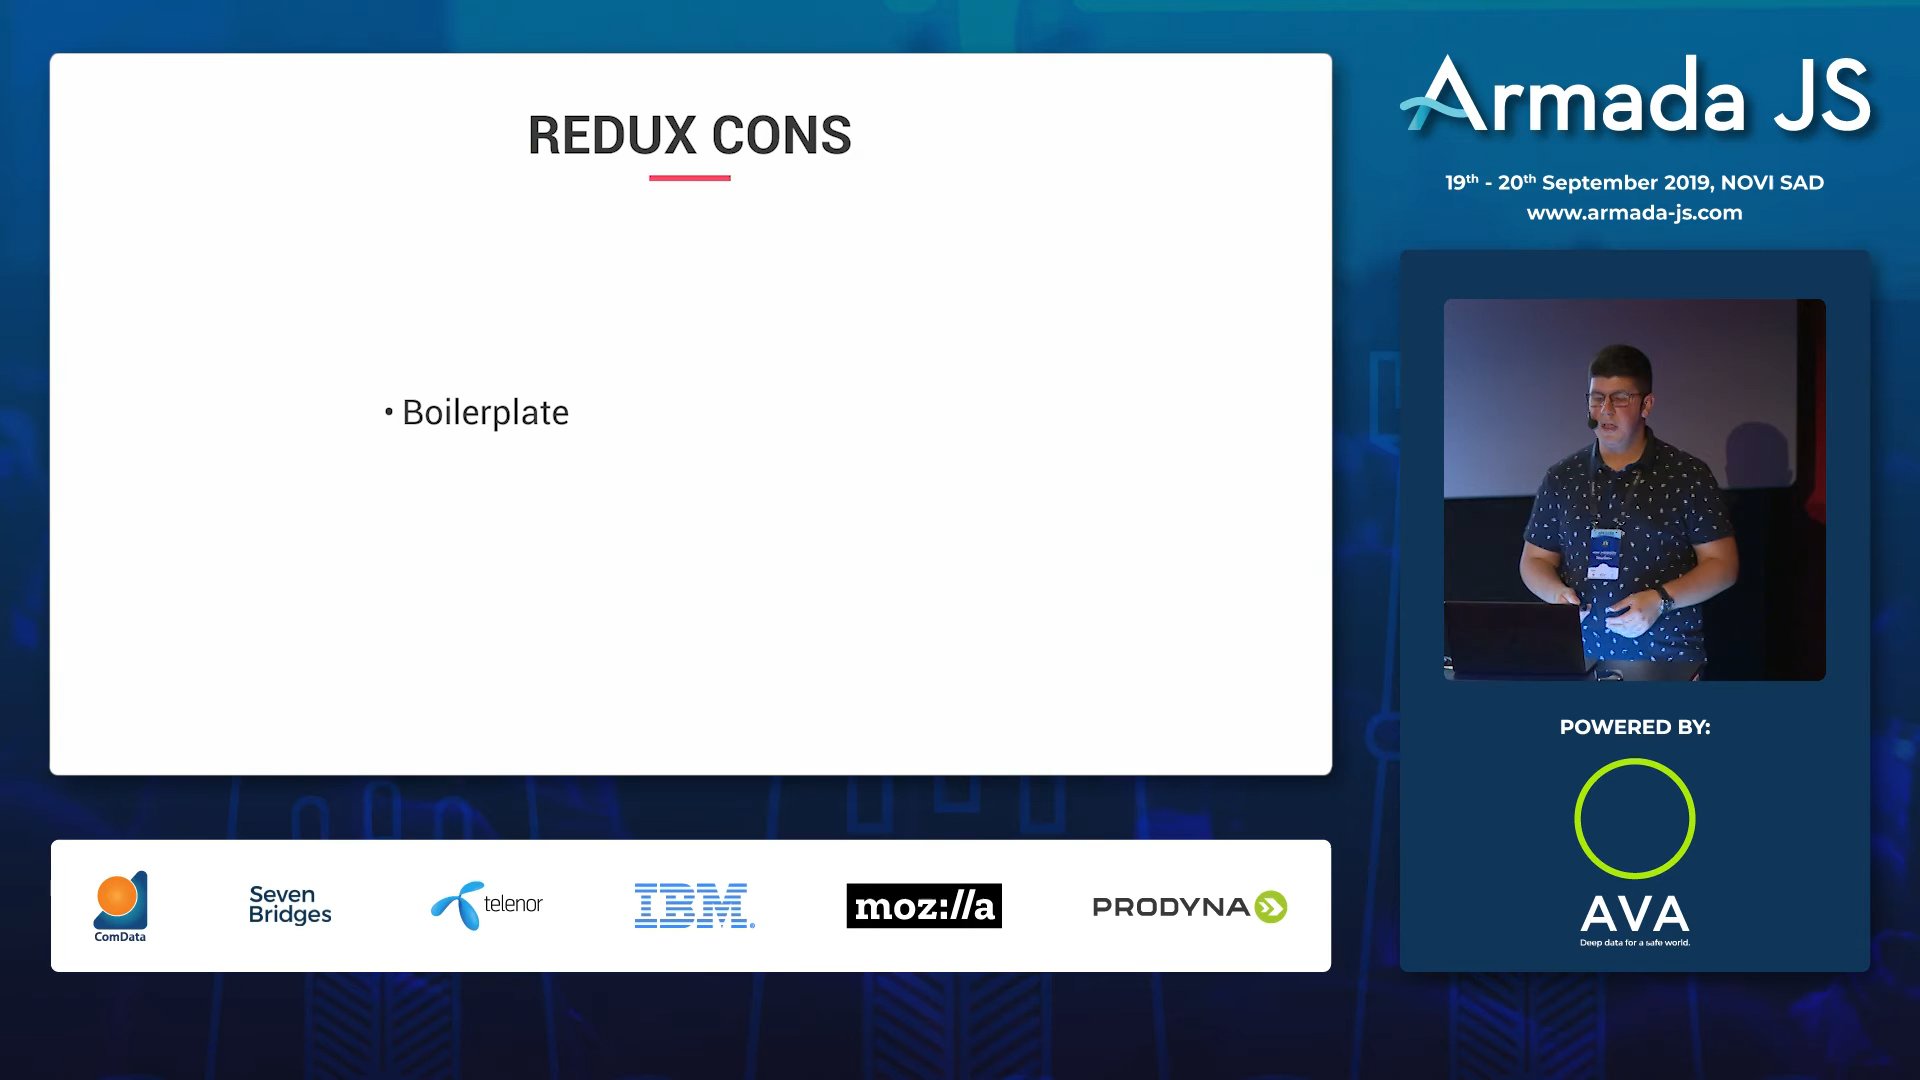 REDUX CONS
• Boilerplate
Armada JS
19th - 20th September 2019, NOVI SAD
www.armada-js.com
POWERED BY:
AVA
Deep data for a safe world.
ComData
Seven
Bridges
telenor
IBM®
moz://a
PRODYNA